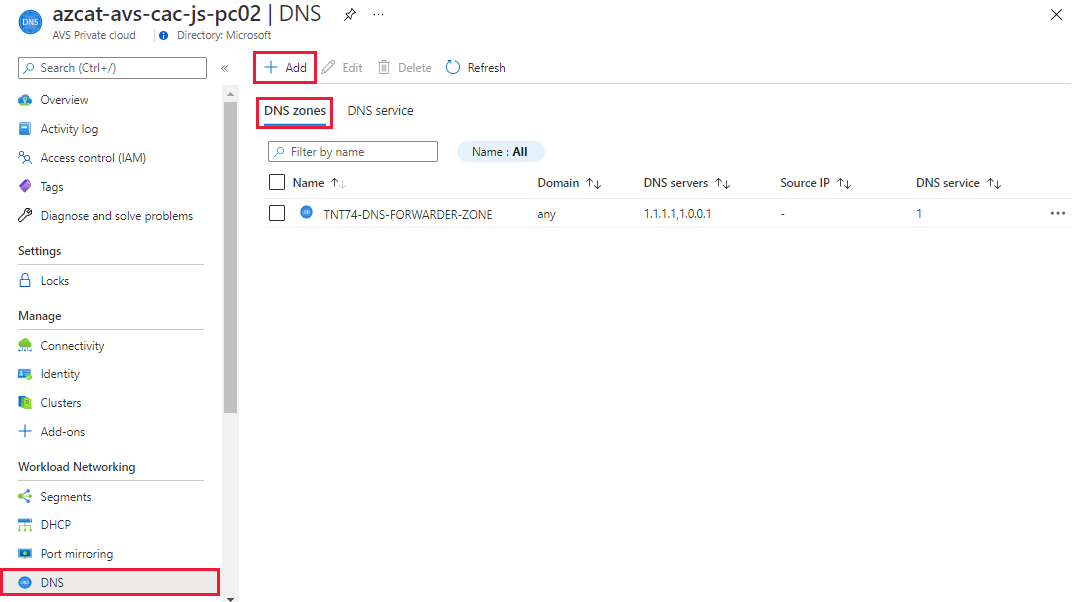 azcat-avs-cac-js-pc02 | DNS ...
AVS Private cloud Directory: Microsoft
Search (Ctrl+/) «
Overview
Activity log
Access control (IAM)
Tags
Diagnose and solve problems
Settings
Locks
Manage
Connectivity
Identity
Clusters
Add-ons
Workload Networking
Segments
DHCP
Port mirroring
DNS
Add Edit Delete Refresh
DNS zones DNS service
Filter by name Name : All
Name ↑↓ Domain ↑↓ DNS servers ↑↓ Source IP ↑↓ DNS service ↑↓
TNT74-DNS-FORWARDER-ZONE any 1.1.1.1,1.0.0.1 - 1 ...